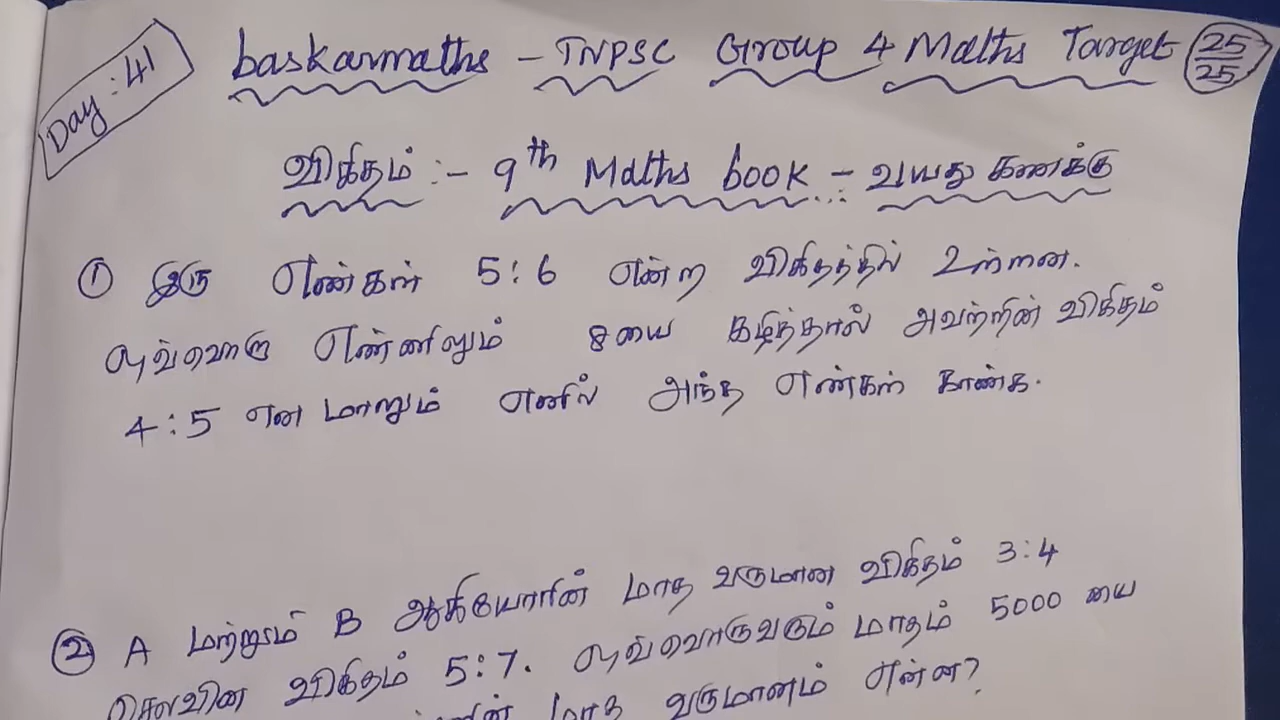 Day: 41
baskarmaths - TNPSC Group 4 Maths Target 25/25
விகிதம் :- 9th Maths book - வயது கணக்கு
① இரு எண்கள் 5:6 என்ற விகிதத்தில் உள்ளன.
ஒவ்வொரு எண்ணிலும் 8யை கழித்தால் அவற்றின் விகிதம்
4:5 என மாறும் எனில் அந்த எண்கள் காண்க.
② A மற்றும் B ஆகியோரின் மாத வருமான விகிதம் 3:4
செலவின விகிதம் 5:7. ஒவ்வொருவரும் மாதம் 5000 யை
மாத வருமானம் என்ன?